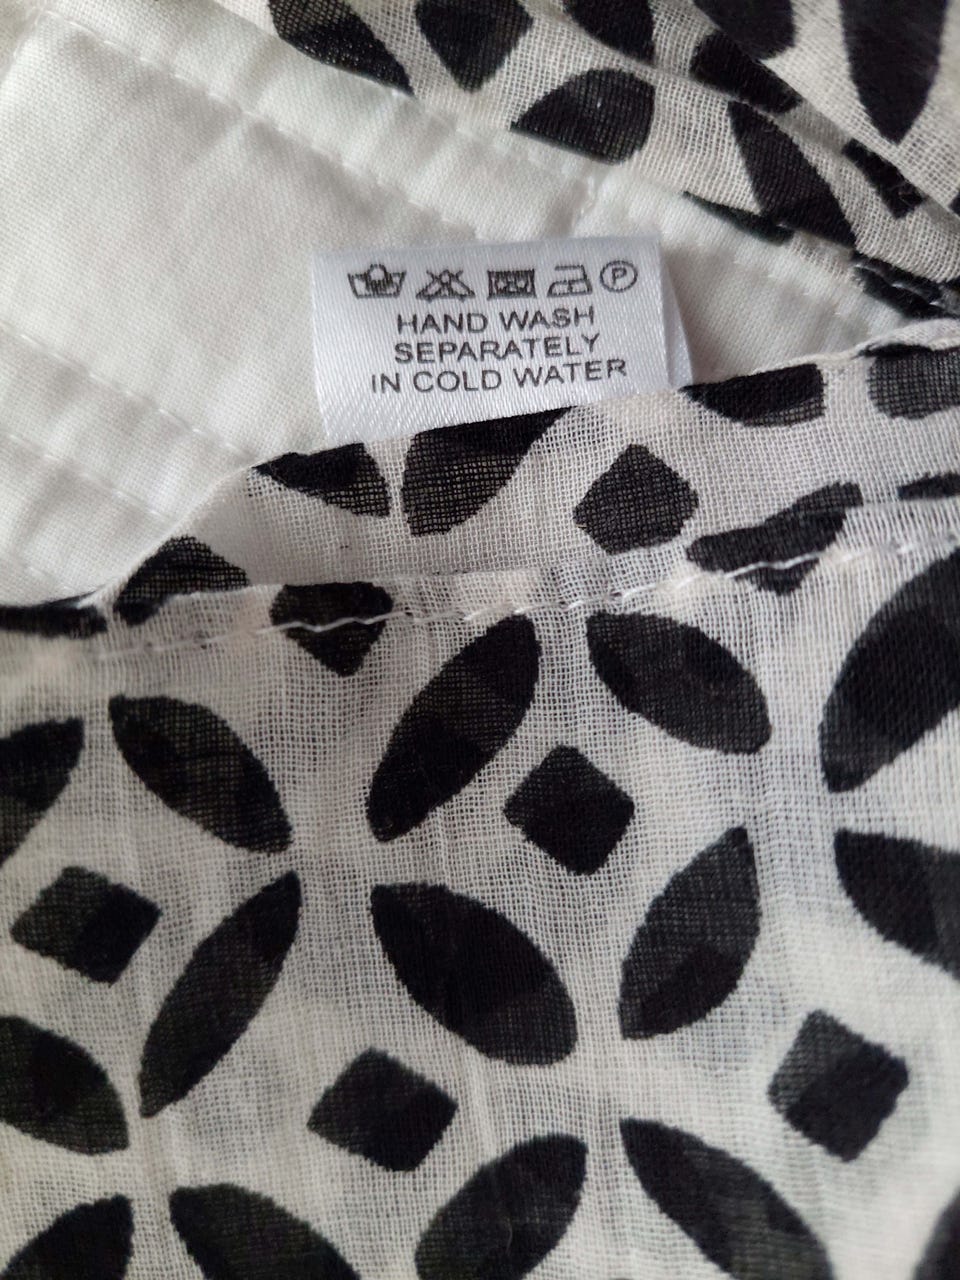 P
HAND WASH
SEPARATELY
IN COLD WATER